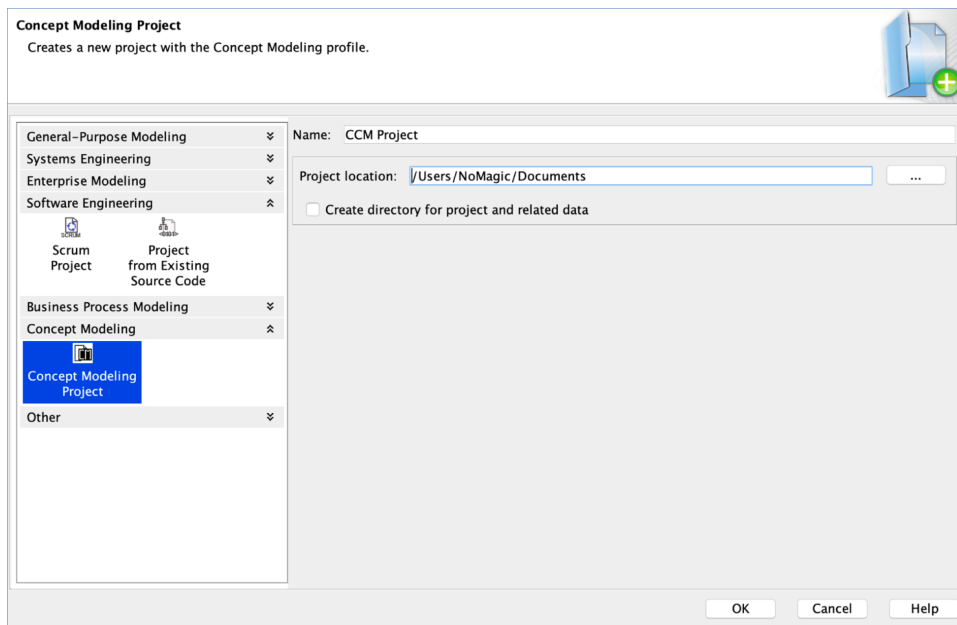 Concept Modeling Project
Creates a new project with the Concept Modeling profile.
General-Purpose Modeling
Systems Engineering
Enterprise Modeling
Software Engineering
SCRUM
Scrum
Project
Project
from Existing
Source Code
Business Process Modeling
Concept Modeling
Concept Modeling
Project
Other
Name: CCM Project
Project location: /Users/NoMagic/Documents ...
Create directory for project and related data
OK Cancel Help